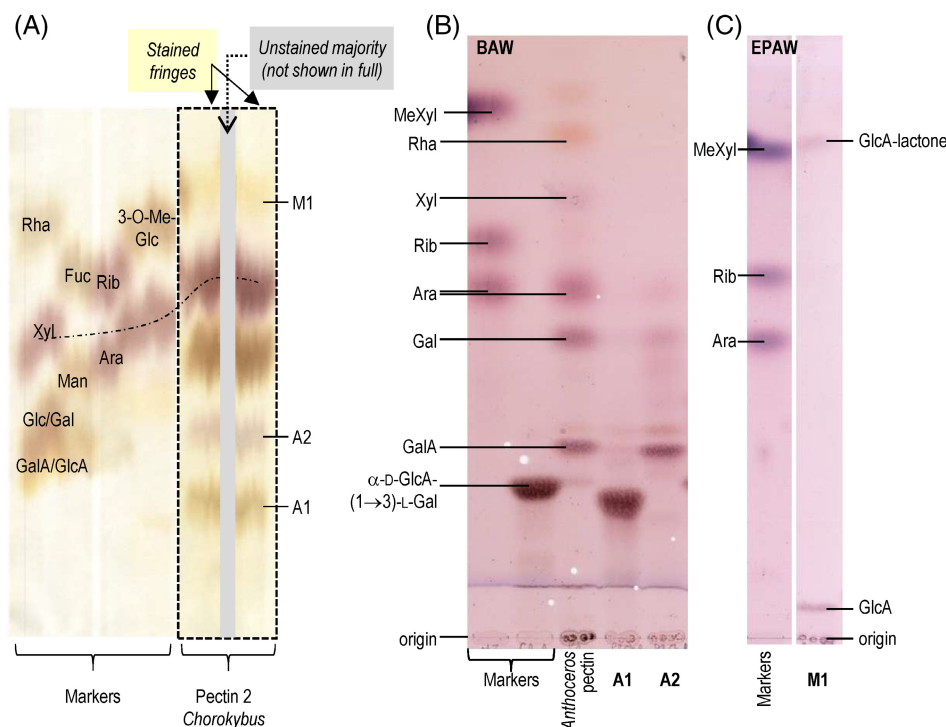 (A)
Stained
fringes
Unstained majority
(not shown in full)
Rha
3-O-Me-
Glc
Fuc
Rib
Xyl
Ara
Man
Glc/Gal
GalA/GlcA
M1
A2
A1
Markers
Pectin 2
Chorokybus
(B)
BAW
MeXyl
Rha
Xyl
Rib
Ara
Gal
GalA
α-D-GlcA-
(1→3)-L-Gal
origin
Markers
Anthoceros
pectin
A1
A2
(C)
EPAW
MeXyl
Rib
Ara
GlcA-lactone
GlcA
origin
Markers
M1